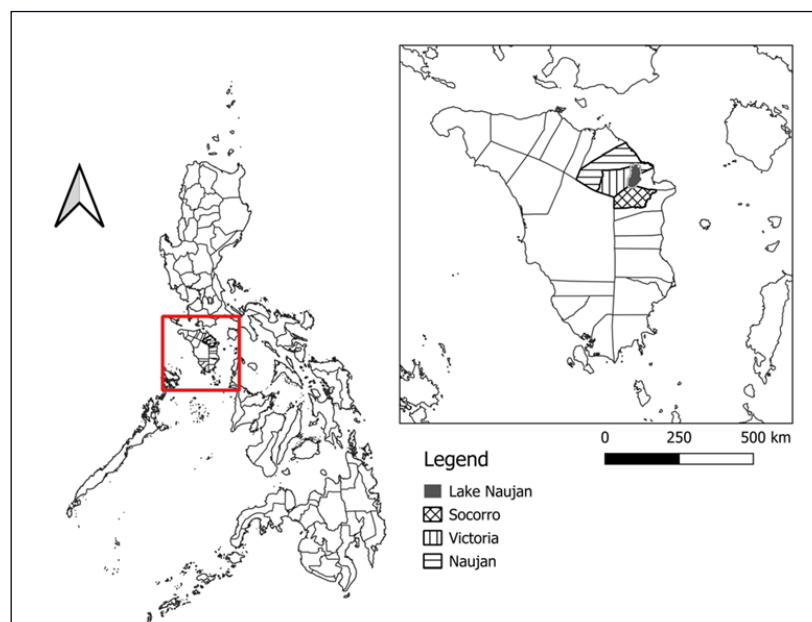 0 250 500 km
Legend
Lake Naujan
Socorro
Victoria
Naujan